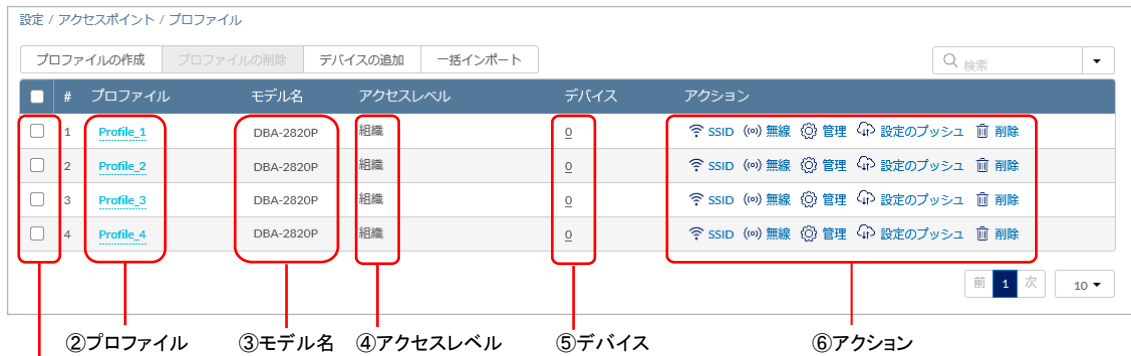 設定 / アクセスポイント / プロファイル
プロファイルの作成 プロファイルの削除 デバイスの追加 一括インポート 検索
# プロファイル モデル名 アクセスレベル デバイス アクション
1 Profile_1 DBA-2820P 組織 0 SSID 無線 管理 設定のプッシュ 削除
2 Profile_2 DBA-2820P 組織 0 SSID 無線 管理 設定のプッシュ 削除
3 Profile_3 DBA-2820P 組織 0 SSID 無線 管理 設定のプッシュ 削除
4 Profile_4 DBA-2820P 組織 0 SSID 無線 管理 設定のプッシュ 削除
前 1 次 10
②プロファイル ③モデル名 ④アクセスレベル ⑤デバイス ⑥アクション